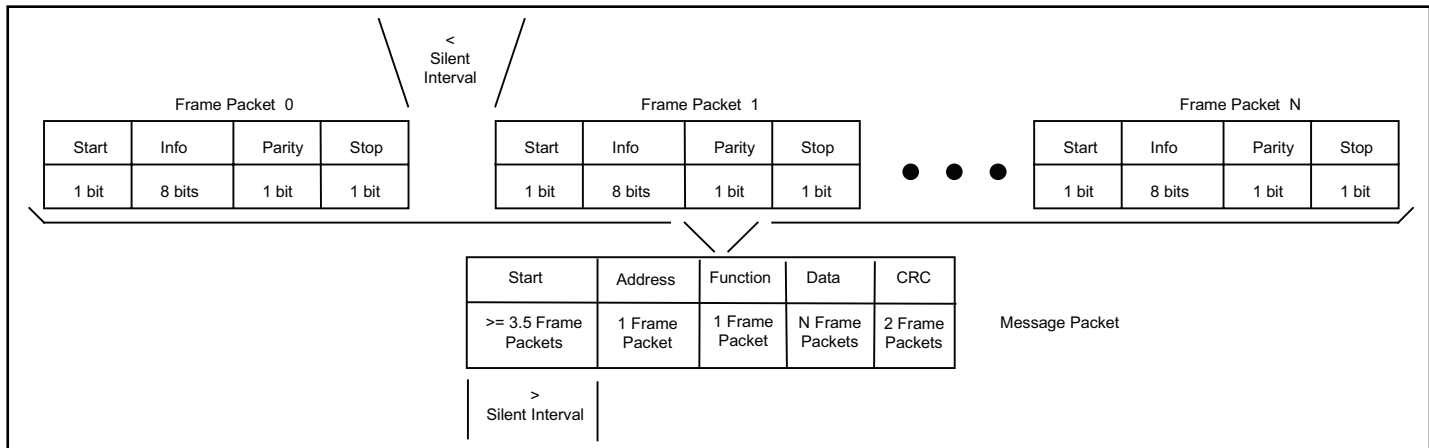 <
Silent
Interval
Frame Packet 0
Frame Packet 1
Frame Packet N
Start Info Parity Stop
1 bit 8 bits 1 bit 1 bit
Start Info Parity Stop
1 bit 8 bits 1 bit 1 bit
Start Info Parity Stop
1 bit 8 bits 1 bit 1 bit
Start Address Function Data CRC
>= 3.5 Frame 1 Frame 1 Frame N Frame 2 Frame
Packets Packet Packet Packets Packets
Message Packet
>
Silent Interval